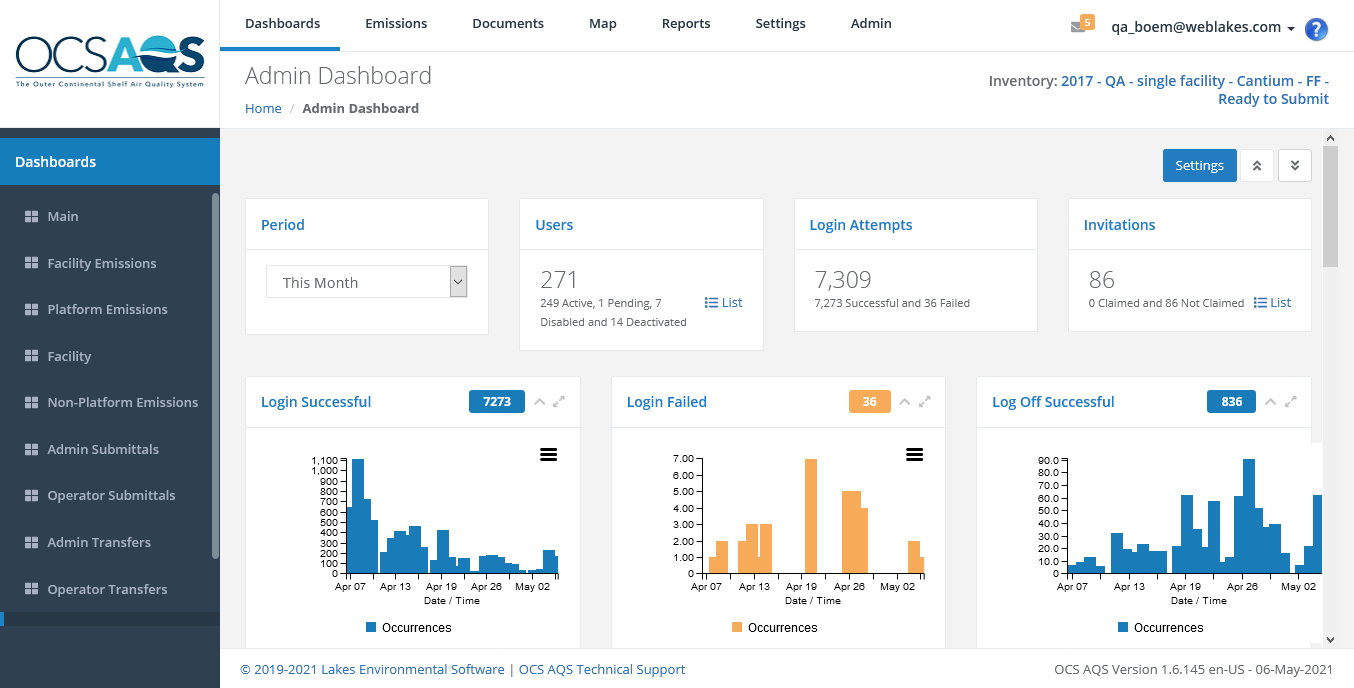 OCSAQS
The Outer Continental Shelf Air Quality System
Dashboards
Emissions
Documents
Map
Reports
Settings
Admin
5
qa_boem@weblakes.com
?
Admin Dashboard
Home / Admin Dashboard
Inventory: 2017 - QA - single facility - Cantium - FF -
Ready to Submit
Dashboards
Main
Facility Emissions
Platform Emissions
Facility
Non-Platform Emissions
Admin Submittals
Operator Submittals
Admin Transfers
Operator Transfers
Settings
Period
This Month
Users
271
249 Active, 1 Pending, 7
Disabled and 14 Deactivated
List
Login Attempts
7,309
7,273 Successful and 36 Failed
Invitations
86
0 Claimed and 86 Not Claimed
List
Login Successful
7273
1,100
1,000
900
800
700
600
500
400
300
200
100
0
Apr 07 Apr 13 Apr 19 Apr 26 May 02
Date / Time
Occurrences
Login Failed
36
7.00
6.00
5.00
4.00
3.00
2.00
1.00
0
Apr 07 Apr 13 Apr 19 Apr 26 May 02
Date / Time
Occurrences
Log Off Successful
836
90.0
80.0
70.0
60.0
50.0
40.0
30.0
20.0
10.0
0
Apr 07 Apr 13 Apr 19 Apr 26 May 02
Date / Time
Occurrences
© 2019-2021 Lakes Environmental Software | OCS AQS Technical Support
OCS AQS Version 1.6.145 en-US - 06-May-2021